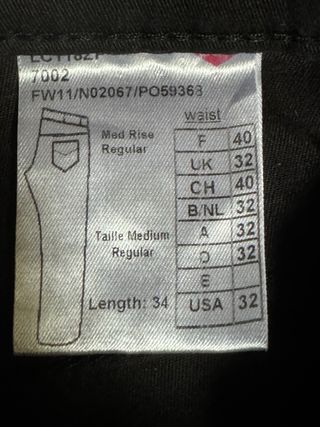 7002
FW11/N02067/PO59363
waist
Med Rise
Regular
F 40
UK 32
CH 40
B/NL 32
Taille Medium
Regular
A 32
D 32
E
Length: 34
USA 32